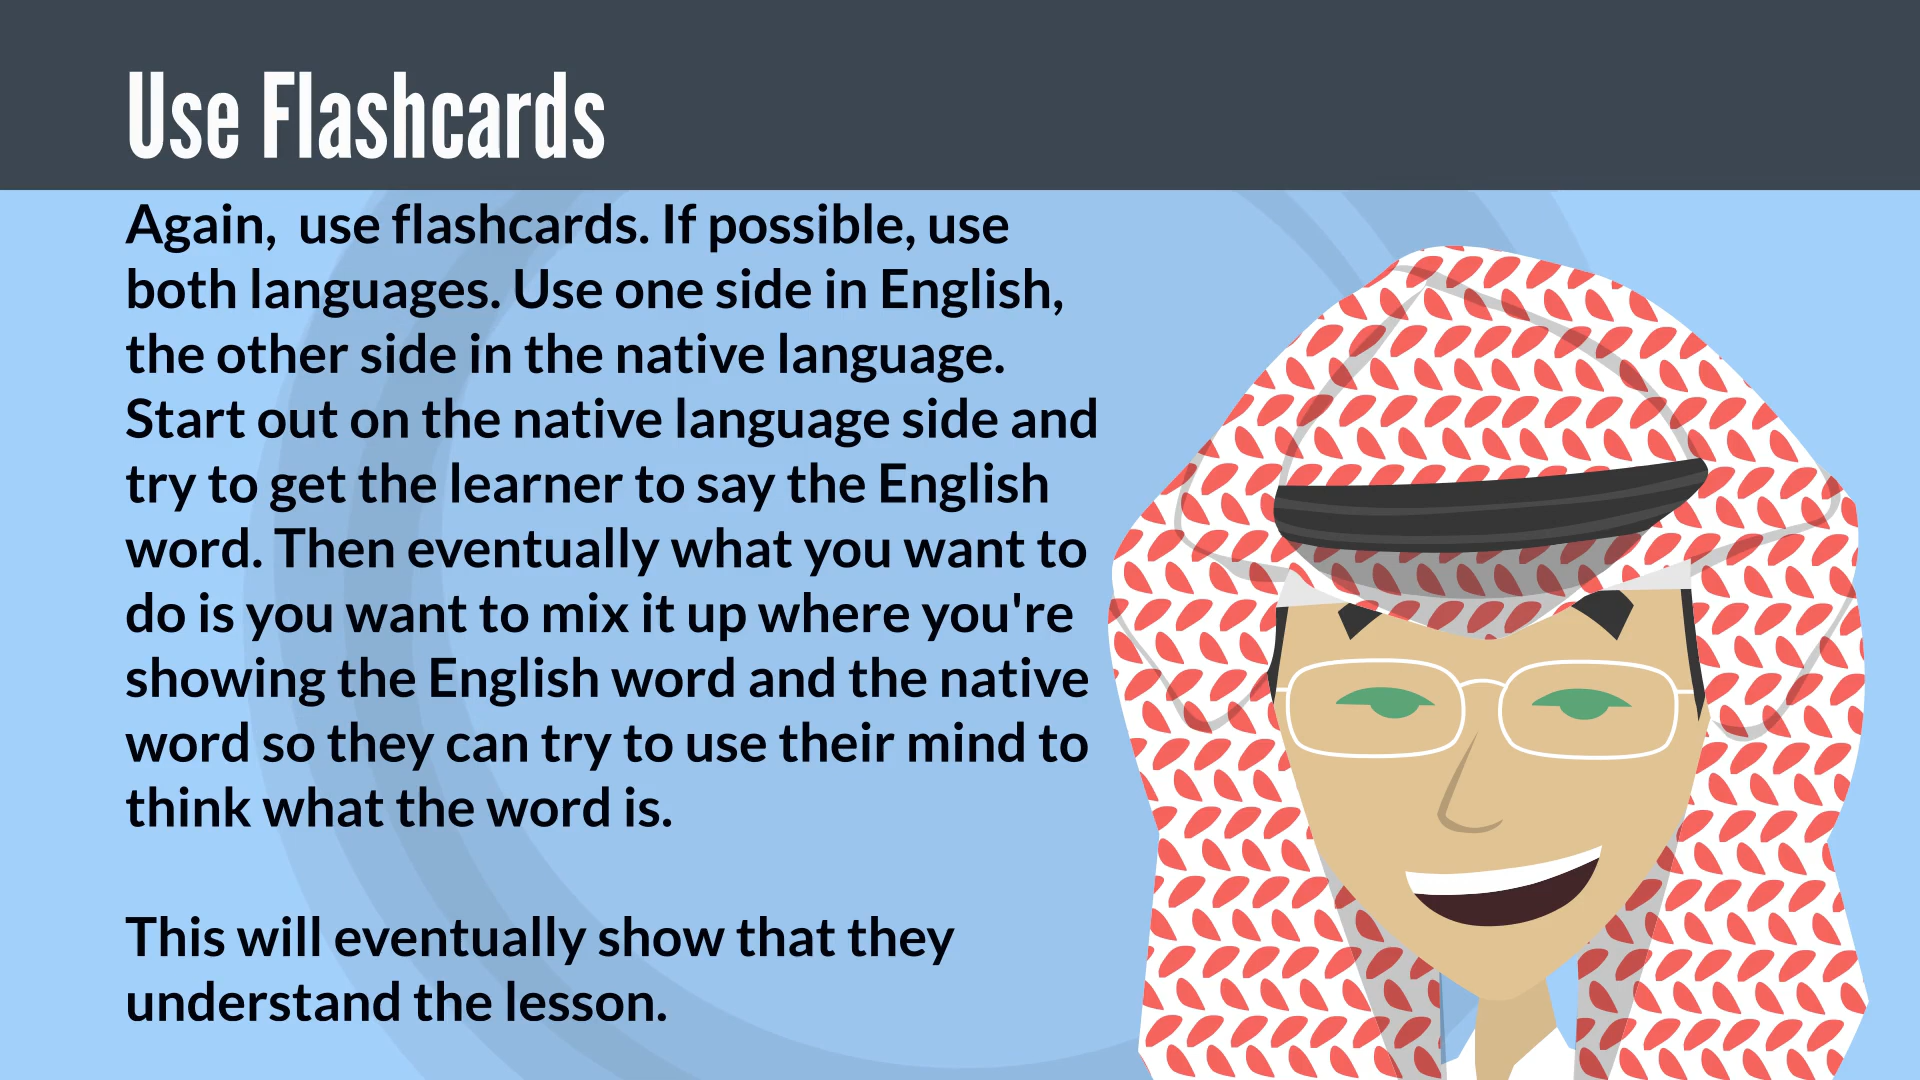 Use Flashcards
Again,  use flashcards. If possible, use
both languages. Use one side in English,
the other side in the native language.
Start out on the native language side and
try to get the learner to say the English
word. Then eventually what you want to
do is you want to mix it up where you're
showing the English word and the native
word so they can try to use their mind to
think what the word is.
This will eventually show that they
understand the lesson.